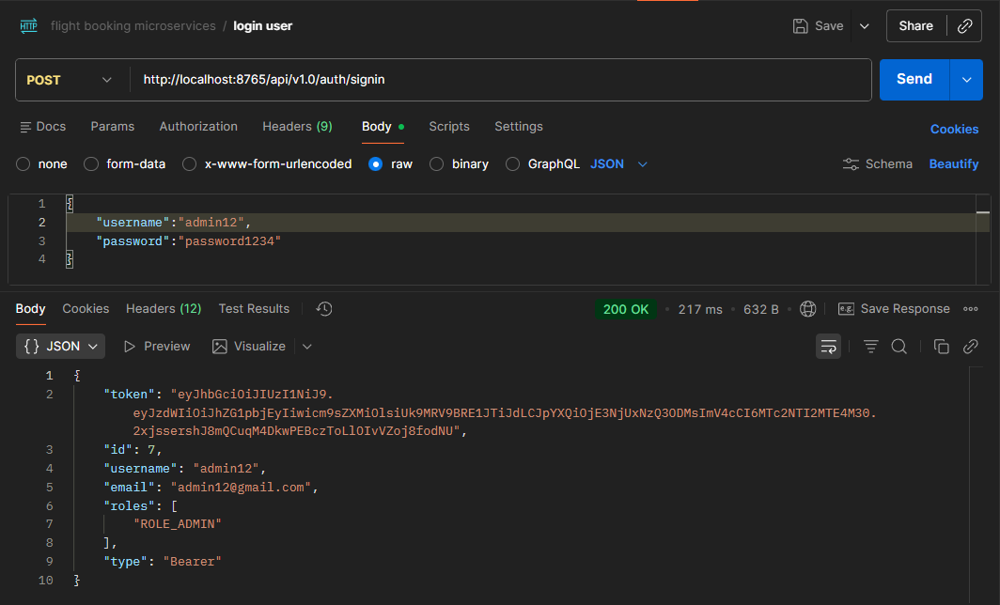 HTTP flight booking microservices / login user Save Share
POST http://localhost:8765/api/v1.0/auth/signin Send
Docs Params Authorization Headers (9) Body Scripts Settings Cookies
none form-data x-www-form-urlencoded raw binary GraphQL JSON Schema Beautify
1 {
2 "username":"admin12",
3 "password":"password1234"
4 }
Body Cookies Headers (12) Test Results 200 OK 217 ms 632 B e.g. Save Response
{} JSON Preview Visualize
1 {
2 "token": "eyJhbGciOiJIUzI1NiJ9.
eyJzdWIiOiJhZG1pbjEyIiwicm9sZXMiOlsiUk9MRV9BRE1JTiJdLCJpYXQiOjE3NjUxNzQ3ODMsImV4cCI6MTc2NTI2MTE4M30.
2xjssershJ8mQCuqM4DkwPEBczToLlOIvVZoj8fodNU",
3 "id": 7,
4 "username": "admin12",
5 "email": "admin12@gmail.com",
6 "roles": [
7 "ROLE_ADMIN"
8 ],
9 "type": "Bearer"
10 }